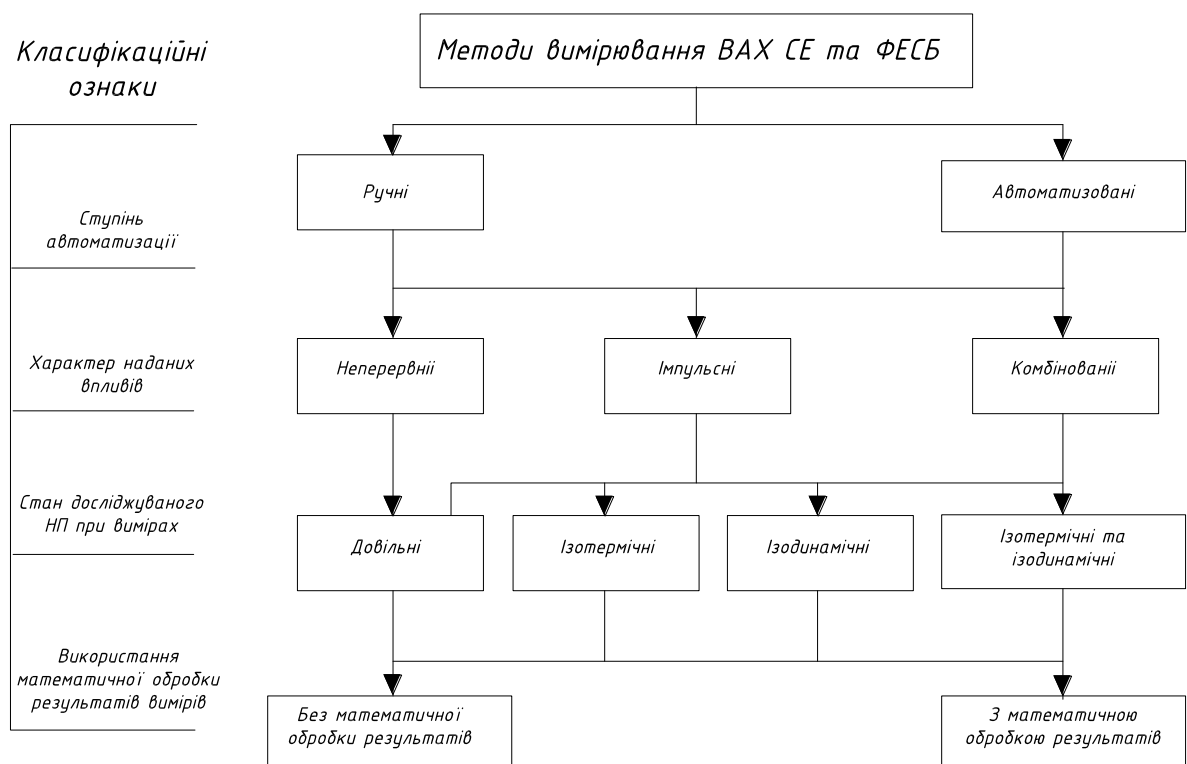 Класифікаційні
ознаки
Методи вимірювання ВАХ СЕ та ФЕСБ
Ступінь
автоматизації
Ручні
Автоматизовані
Характер наданих
впливів
Неперервнії
Імпульсні
Комбінованії
Стан досліджуваного
НП при вимірах
Довільні
Ізотермічні
Ізодинамічні
Ізотермічні та
ізодинамічні
Використання
математичної обробки
результатів вимірів
Без математичної
обробки результатів
З математичною
обробкою результатів